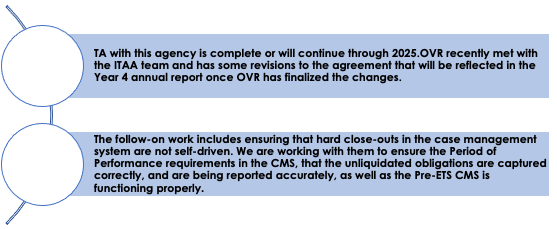 TA with this agency is complete or will continue through 2025.OVR recently met with
the ITAA team and has some revisions to the agreement that will be reflected in the
Year 4 annual report once OVR has finalized the changes.
The follow-on work includes ensuring that hard close-outs in the case management
system are not self-driven. We are working with them to ensure the Period of
Performance requirements in the CMS, that the unliquidated obligations are captured
correctly, and are being reported accurately, as well as the Pre-ETS CMS is
functioning properly.